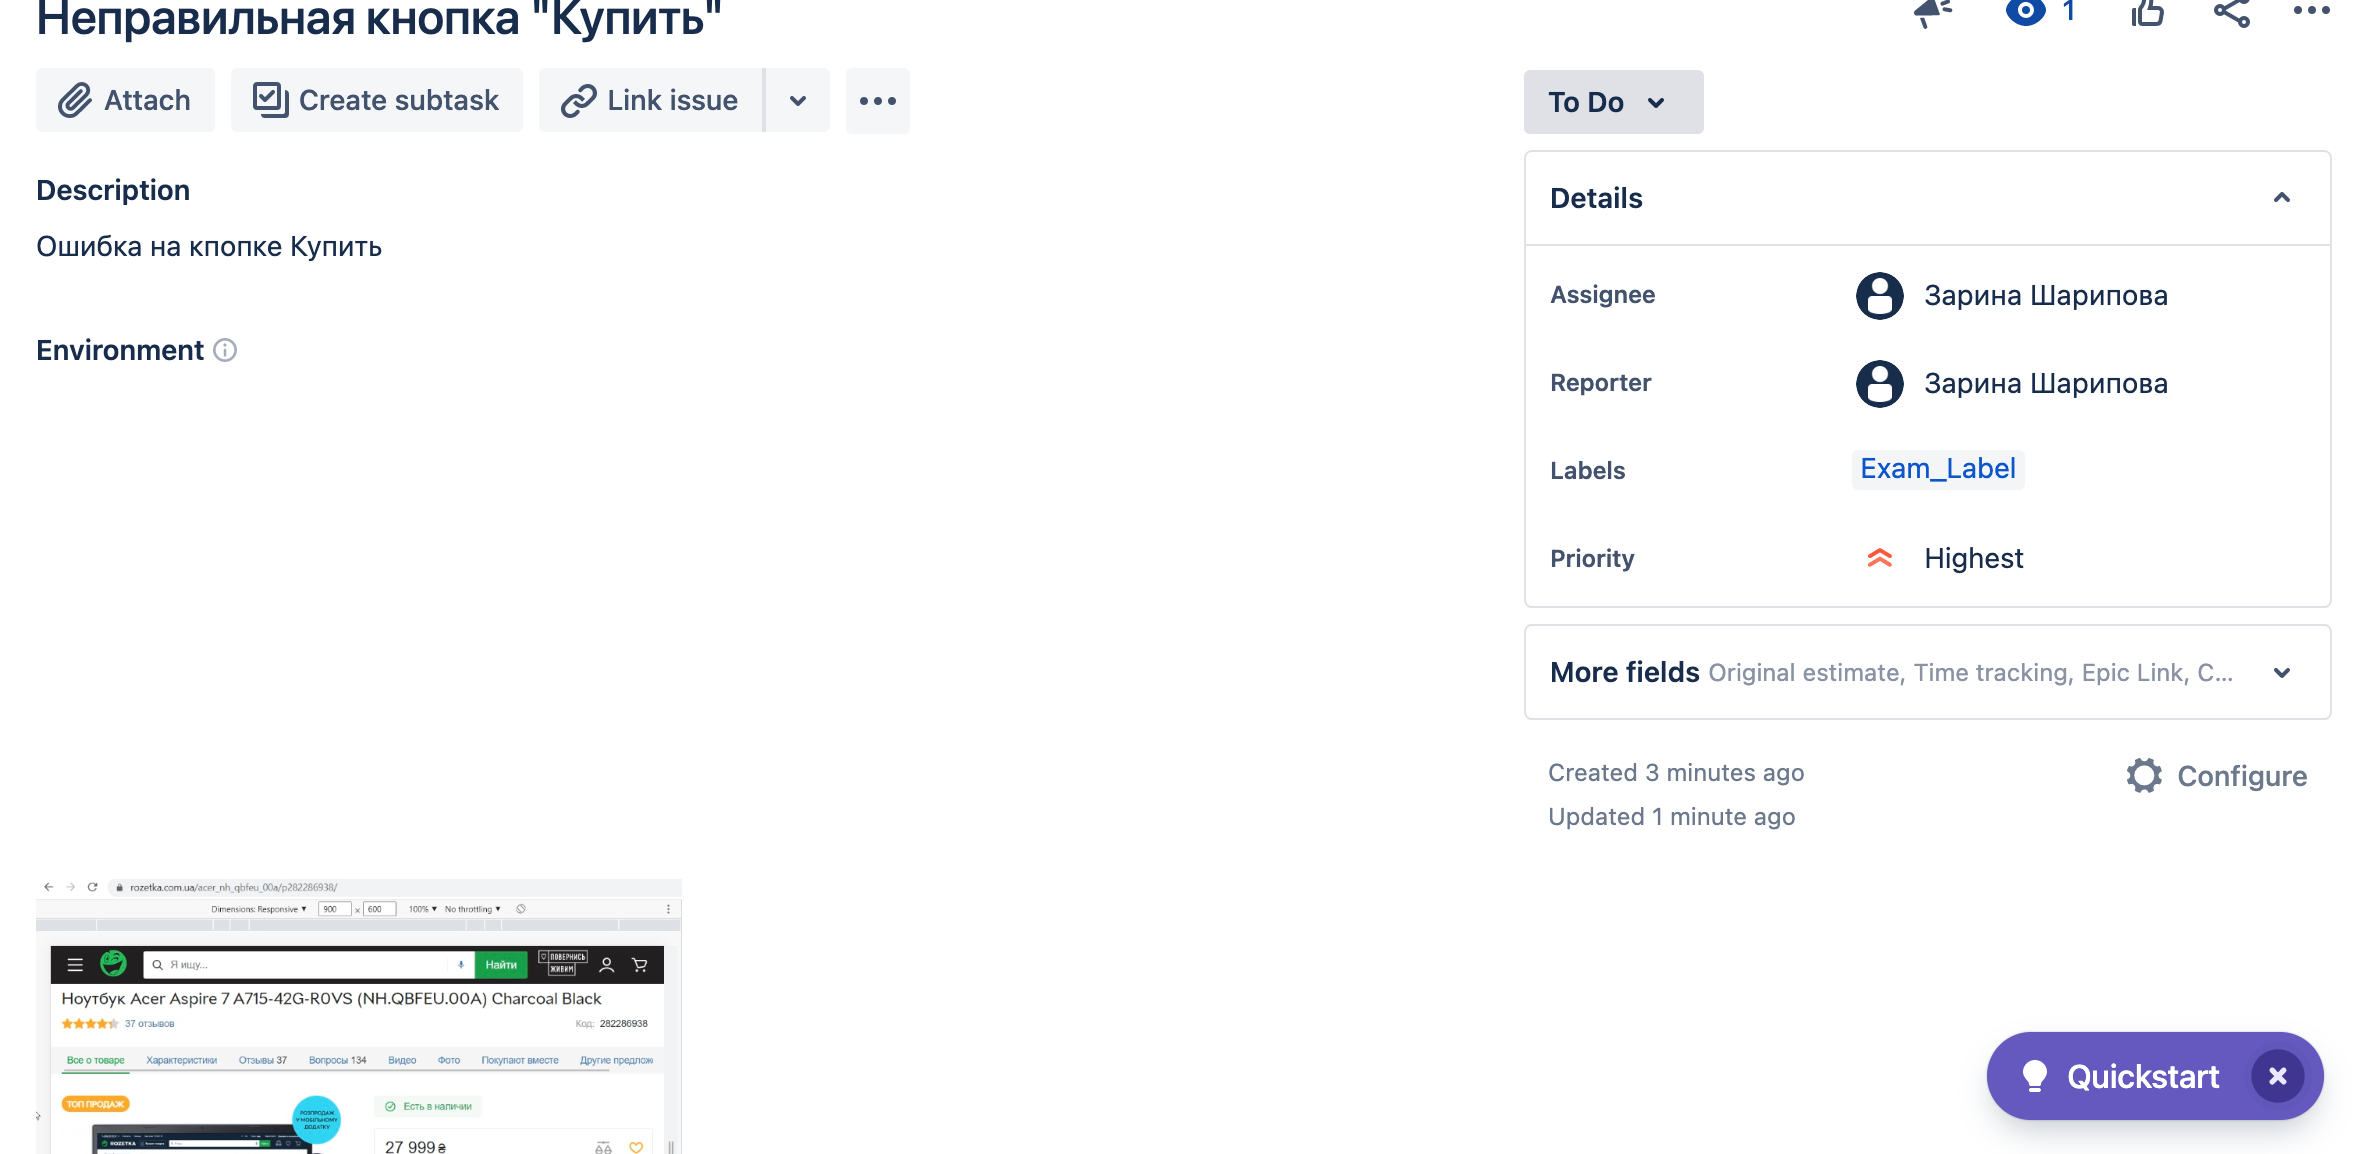 Неправильная кнопка "Купить"
1
Attach
Create subtask
Link issue
To Do
Description
Ошибка на кпопке Купить
Environment
Details
Assignee
Зарина Шарипова
Reporter
Зарина Шарипова
Labels
Exam_Label
Priority
Highest
More fields Original estimate, Time tracking, Epic Link, C...
Created 3 minutes ago
Configure
Updated 1 minute ago
rozetka.com.ua/acer_nh_qbfeu_00a/p282286938/
Dimensions: Responsive 900 x 600 100% No throttling
Я ищу...
Найти
ПОВЕРНИСЬ
ЖИВИМ
Ноутбук Acer Aspire 7 A715-42G-R0VS (NH.QBFEU.00A) Charcoal Black
37 отзывов
Код: 282286938
Все о товаре Характеристики Отзывы 37 Вопросы 134 Видео Фото Покупают вместе Другие предлож
ТОП ПРОДАЖ
РОЗПРОДАЖ
У МОБІЛЬНОМУ
ДОДАТКУ
Есть в наличии
ROZETKA
27 999₴
Quickstart